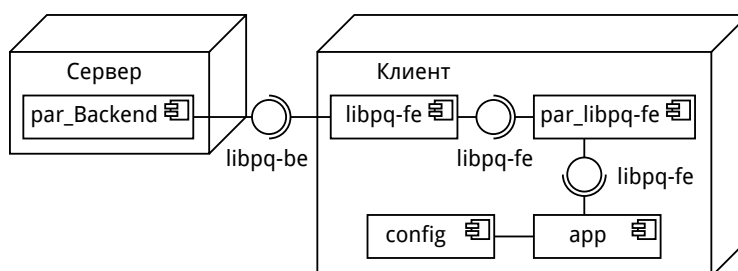 Сервер
Клиент
par_Backend
libpq-fe
par_libpq-fe
libpq-be
libpq-fe
libpq-fe
config
app